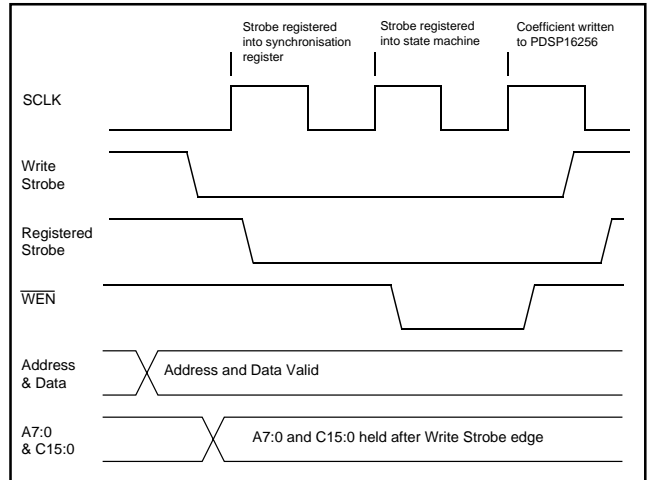 Strobe registered
into synchronisation
register
Strobe registered
into state machine
Coefficient written
to PDSP16256
SCLK
Write
Strobe
Registered
Strobe
WEN
Address
& Data
Address and Data Valid
A7:0
& C15:0
A7:0 and C15:0 held after Write Strobe edge